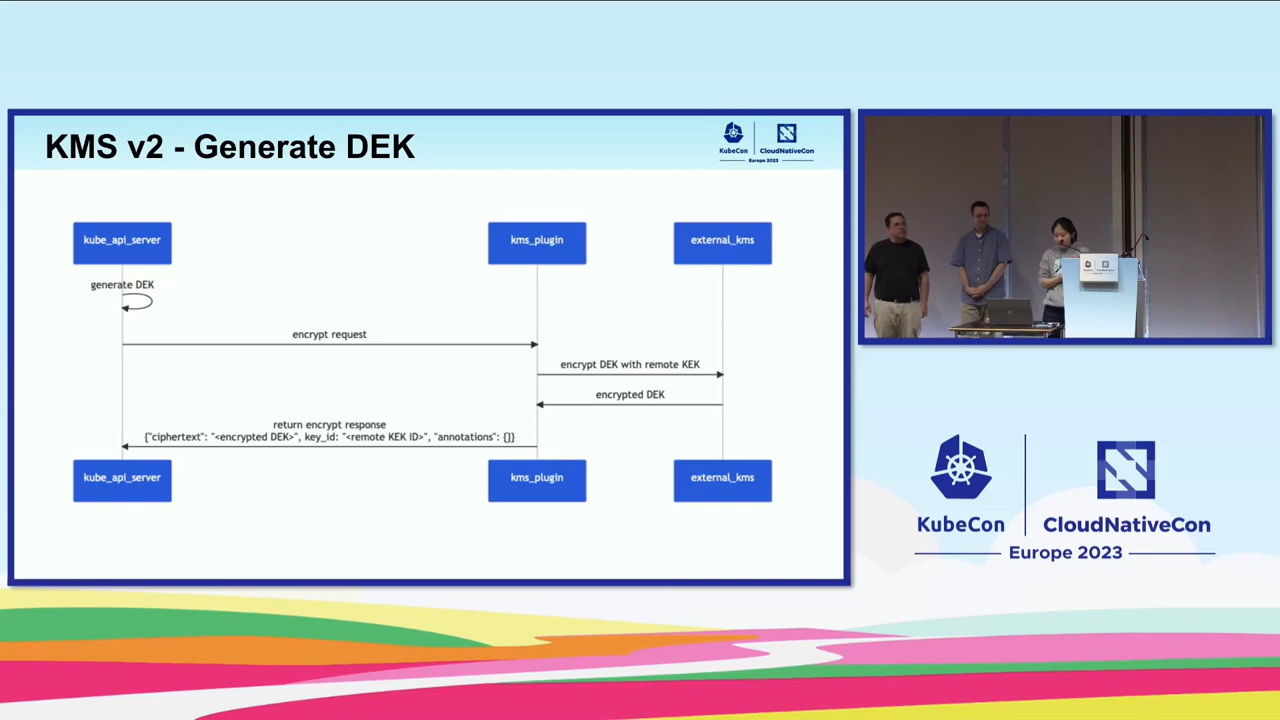 KMS v2 - Generate DEK
KubeCon
CloudNativeCon
Europe 2023
kube_api_server
kms_plugin
external_kms
generate DEK
encrypt request
encrypt DEK with remote KEK
encrypted DEK
return encrypt response
{"ciphertext": "<encrypted DEK>", key_id: "<remote KEK ID>", "annotations": {}}
kube_api_server
kms_plugin
external_kms
KubeCon
CloudNativeCon
Europe 2023